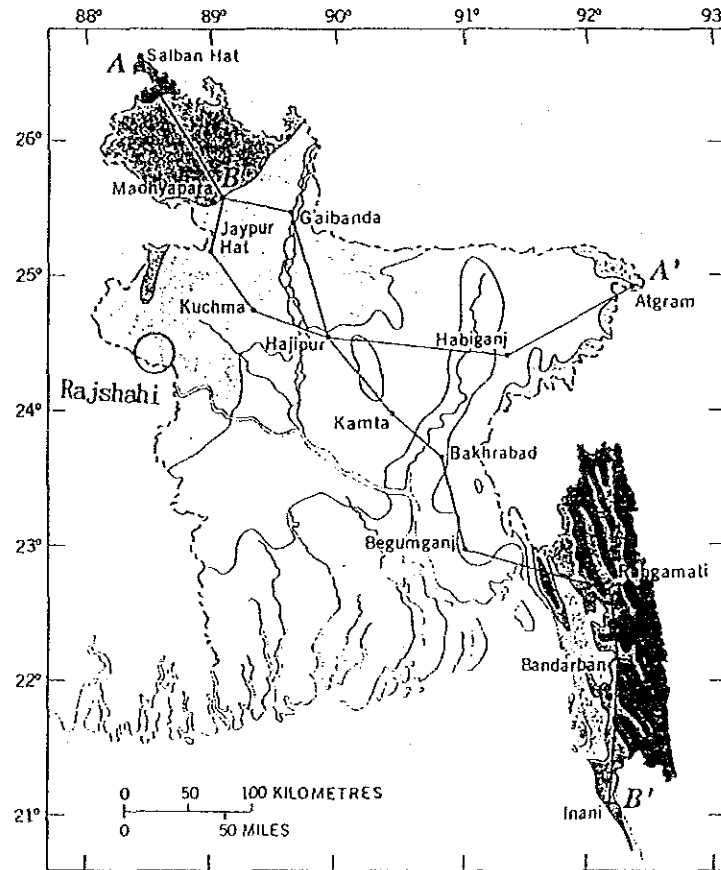 88° 89° 90° 91° 92° 93
A Salban Hat
26°
Madhyapara B
Gaibanda
Jaypur
Hat
25°
A'
Atgram
Kuchma
Hajipur
Habiganj
Rajshahi
24°
Kamta
Bakhrabad
23°
Begumganj
Rangamati
22°
Bandarban
0 50 100 KILOMETRES
21°
0 50 MILES
Inani B'